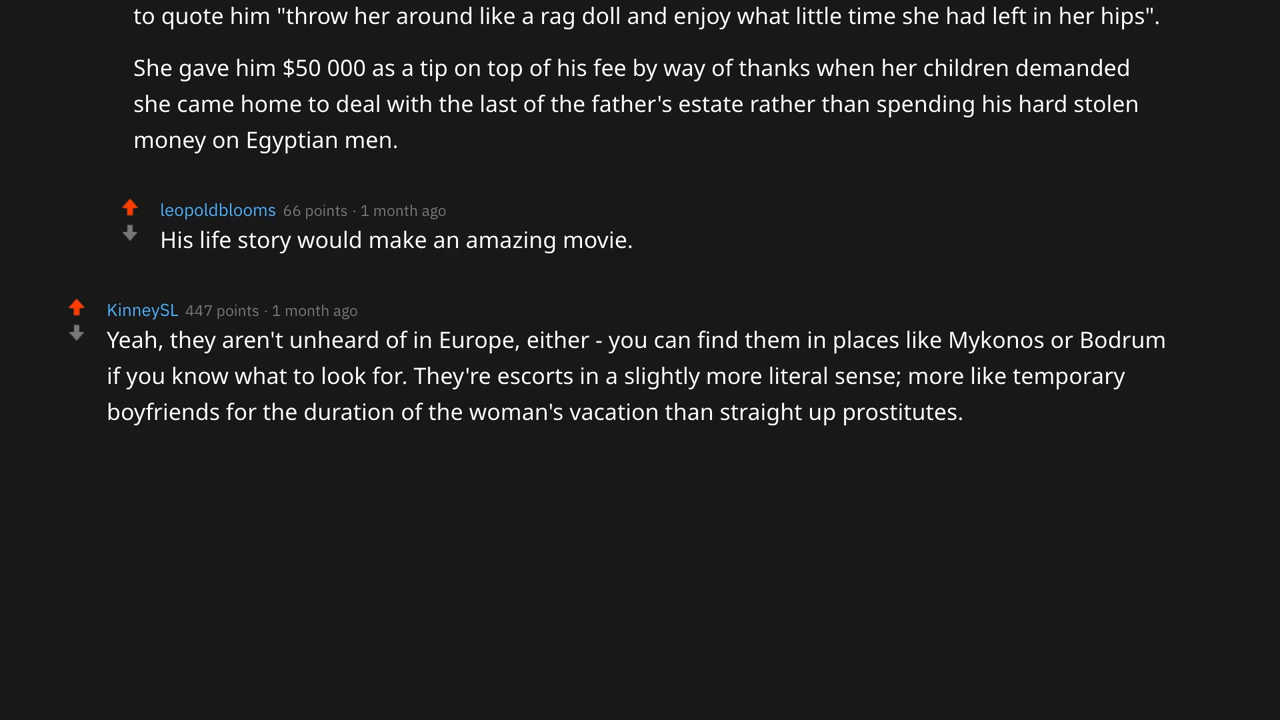 to quote him "throw her around like a rag doll and enjoy what little time she had left in her hips".
She gave him $50 000 as a tip on top of his fee by way of thanks when her children demanded
she came home to deal with the last of the father's estate rather than spending his hard stolen
money on Egyptian men.
leopoldblooms 66 points · 1 month ago
His life story would make an amazing movie.
KinneySL 447 points · 1 month ago
Yeah, they aren't unheard of in Europe, either - you can find them in places like Mykonos or Bodrum
if you know what to look for. They're escorts in a slightly more literal sense; more like temporary
boyfriends for the duration of the woman's vacation than straight up prostitutes.